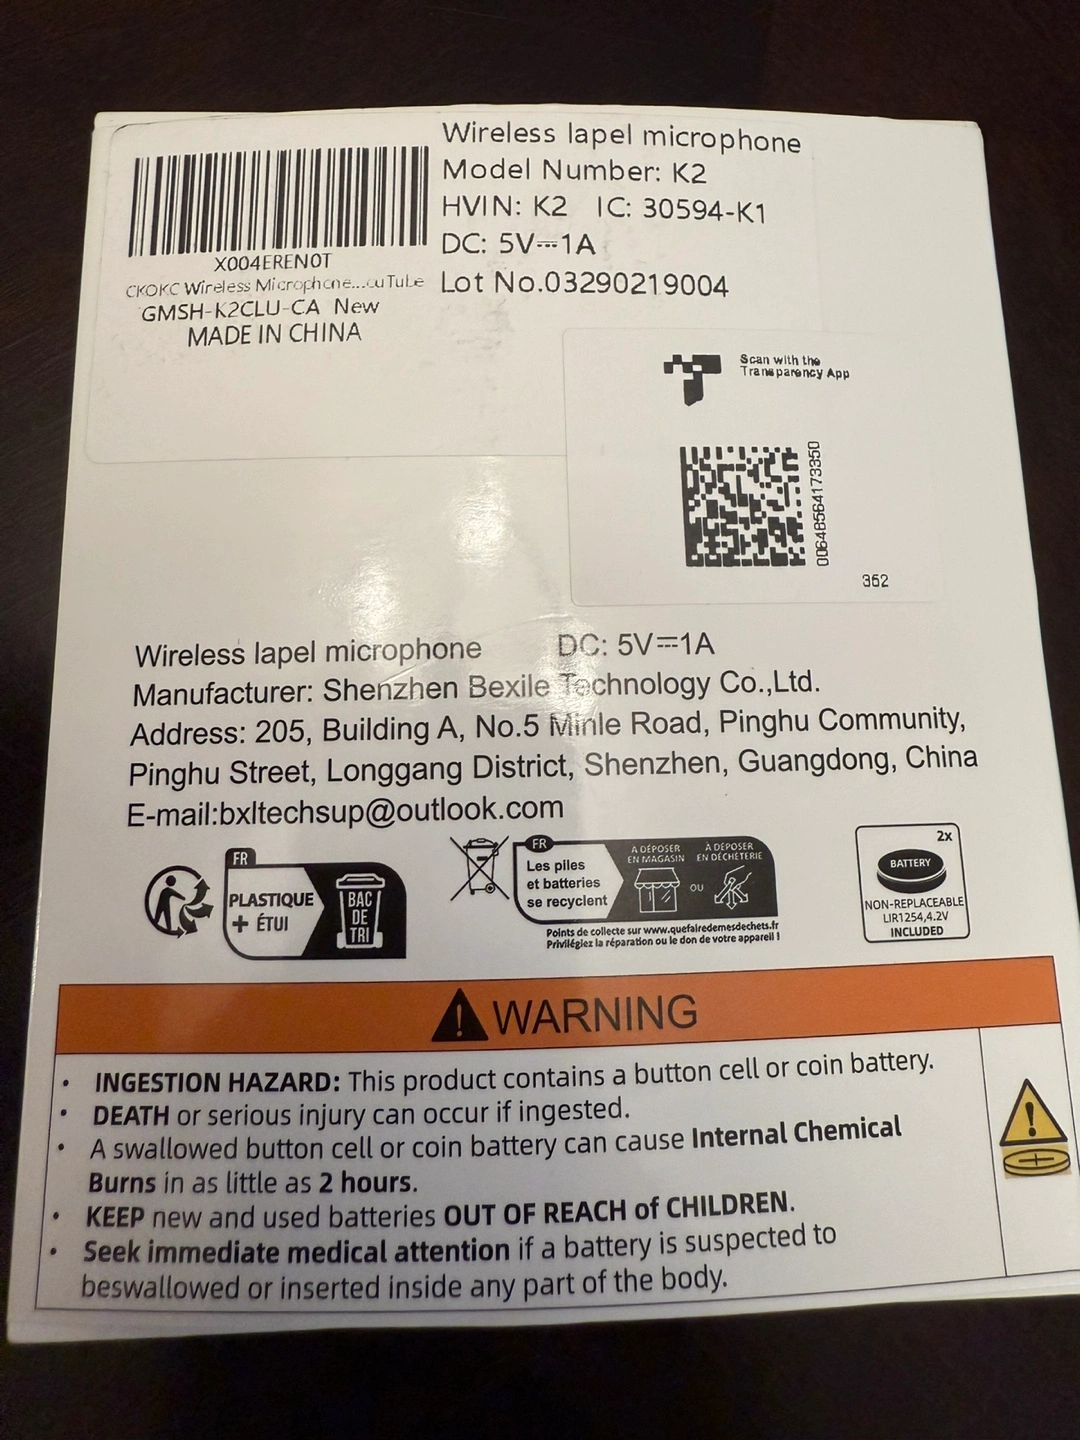 X004EREN0T
CKOKC Wireless Microphone...ouTube
GMSH-K2CLU-CA New
MADE IN CHINA
Wireless lapel microphone
Model Number: K2
HVIN: K2 IC: 30594-K1
DC: 5V⎓1A
Lot No.03290219004
Scan with the
Transparency App
0064B564173350
362
Wireless lapel microphone DC: 5V⎓1A
Manufacturer: Shenzhen Bexile Technology Co.,Ltd.
Address: 205, Building A, No.5 Minle Road, Pinghu Community,
Pinghu Street, Longgang District, Shenzhen, Guangdong, China
E-mail:bxltechsup@outlook.com
FR
PLASTIQUE
+ ÉTUI
BAC
DE
TRI
FR
Les piles
et batteries
se recyclent
A DÉPOSER
EN MAGASIN
OU
À DÉPOSER
EN DÉCHÈTERIE
Points de collecte sur www.quefairedemesdechets.fr
Privilégiez la réparation ou le don de votre appareil !
2x
BATTERY
NON-REPLACEABLE
LIR1254,4.2V
INCLUDED
WARNING
• INGESTION HAZARD: This product contains a button cell or coin battery.
• DEATH or serious injury can occur if ingested.
• A swallowed button cell or coin battery can cause Internal Chemical
Burns in as little as 2 hours.
• KEEP new and used batteries OUT OF REACH of CHILDREN.
• Seek immediate medical attention if a battery is suspected to
beswallowed or inserted inside any part of the body.